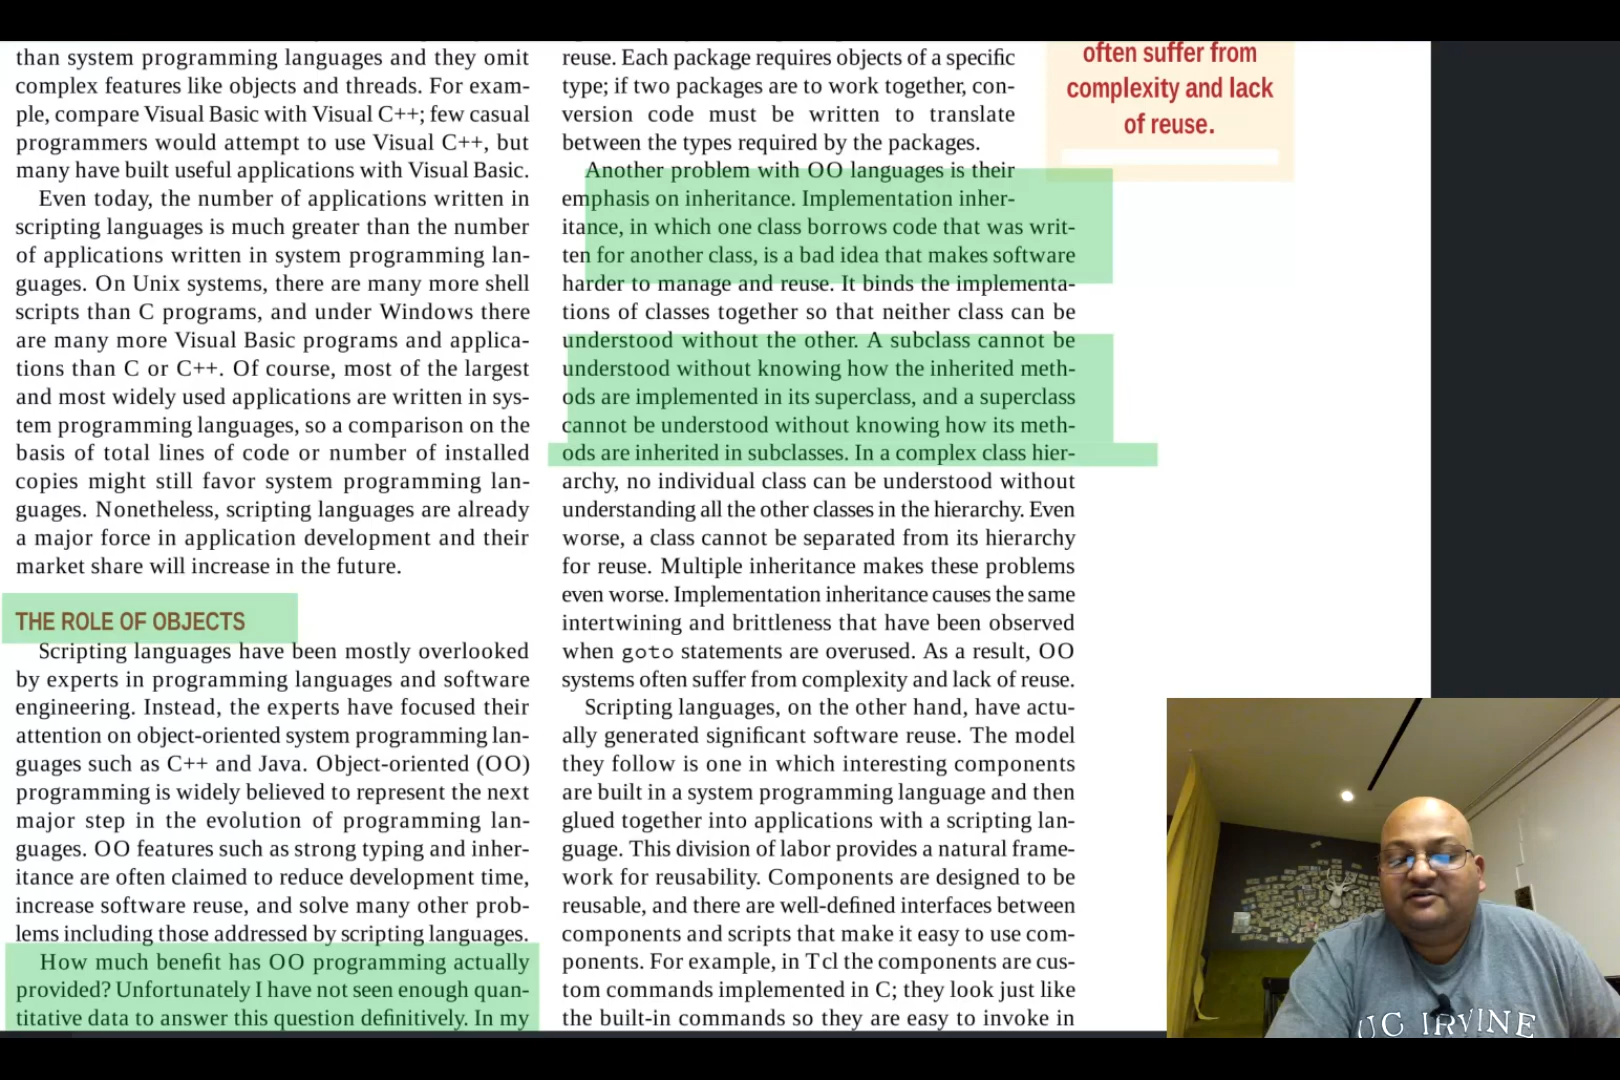 than system programming languages and they omit
complex features like objects and threads. For exam-
ple, compare Visual Basic with Visual C++; few casual
programmers would attempt to use Visual C++, but
many have built useful applications with Visual Basic.
Even today, the number of applications written in
scripting languages is much greater than the number
of applications written in system programming lan-
guages. On Unix systems, there are many more shell
scripts than C programs, and under Windows there
are many more Visual Basic programs and applica-
tions than C or C++. Of course, most of the largest
and most widely used applications are written in sys-
tem programming languages, so a comparison on the
basis of total lines of code or number of installed
copies might still favor system programming lan-
guages. Nonetheless, scripting languages are already
a major force in application development and their
market share will increase in the future.
THE ROLE OF OBJECTS
Scripting languages have been mostly overlooked
by experts in programming languages and software
engineering. Instead, the experts have focused their
attention on object-oriented system programming lan-
guages such as C++ and Java. Object-oriented (OO)
programming is widely believed to represent the next
major step in the evolution of programming lan-
guages. OO features such as strong typing and inher-
itance are often claimed to reduce development time,
increase software reuse, and solve many other prob-
lems including those addressed by scripting languages.
How much benefit has OO programming actually
provided? Unfortunately I have not seen enough quan-
titative data to answer this question definitively. In my
reuse. Each package requires objects of a specific
type; if two packages are to work together, con-
version code must be written to translate
between the types required by the packages.
Another problem with OO languages is their
emphasis on inheritance. Implementation inher-
itance, in which one class borrows code that was writ-
ten for another class, is a bad idea that makes software
harder to manage and reuse. It binds the implementa-
tions of classes together so that neither class can be
understood without the other. A subclass cannot be
understood without knowing how the inherited meth-
ods are implemented in its superclass, and a superclass
cannot be understood without knowing how its meth-
ods are inherited in subclasses. In a complex class hier-
archy, no individual class can be understood without
understanding all the other classes in the hierarchy. Even
worse, a class cannot be separated from its hierarchy
for reuse. Multiple inheritance makes these problems
even worse. Implementation inheritance causes the same
intertwining and brittleness that have been observed
when goto statements are overused. As a result, OO
systems often suffer from complexity and lack of reuse.
Scripting languages, on the other hand, have actu-
ally generated significant software reuse. The model
they follow is one in which interesting components
are built in a system programming language and then
glued together into applications with a scripting lan-
guage. This division of labor provides a natural frame-
work for reusability. Components are designed to be
reusable, and there are well-defined interfaces between
components and scripts that make it easy to use com-
ponents. For example, in Tcl the components are cus-
tom commands implemented in C; they look just like
the built-in commands so they are easy to invoke in
often suffer from
complexity and lack
of reuse.
UC IRVINE